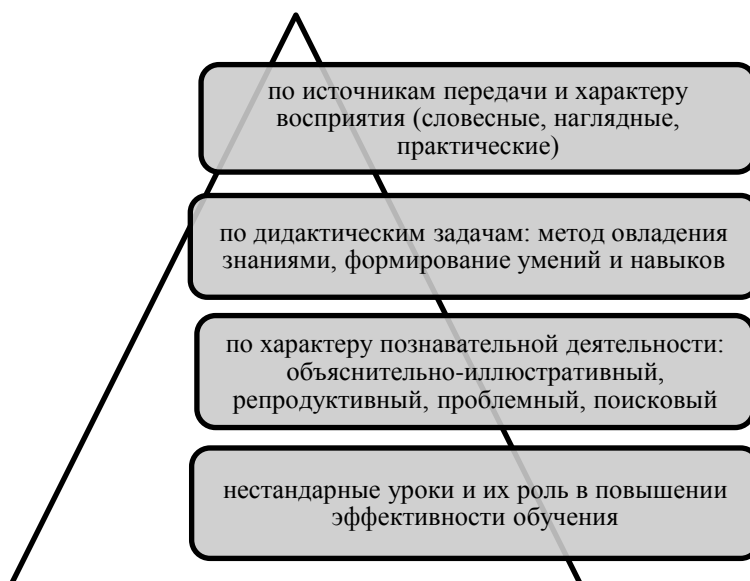 по источникам передачи и характеру
восприятия (словесные, наглядные,
практические)
по дидактическим задачам: метод овладения
знаниями, формирование умений и навыков
по характеру познавательной деятельности:
объяснительно-иллюстративный,
репродуктивный, проблемный, поисковый
нестандарные уроки и их роль в повышении
эффективности обучения